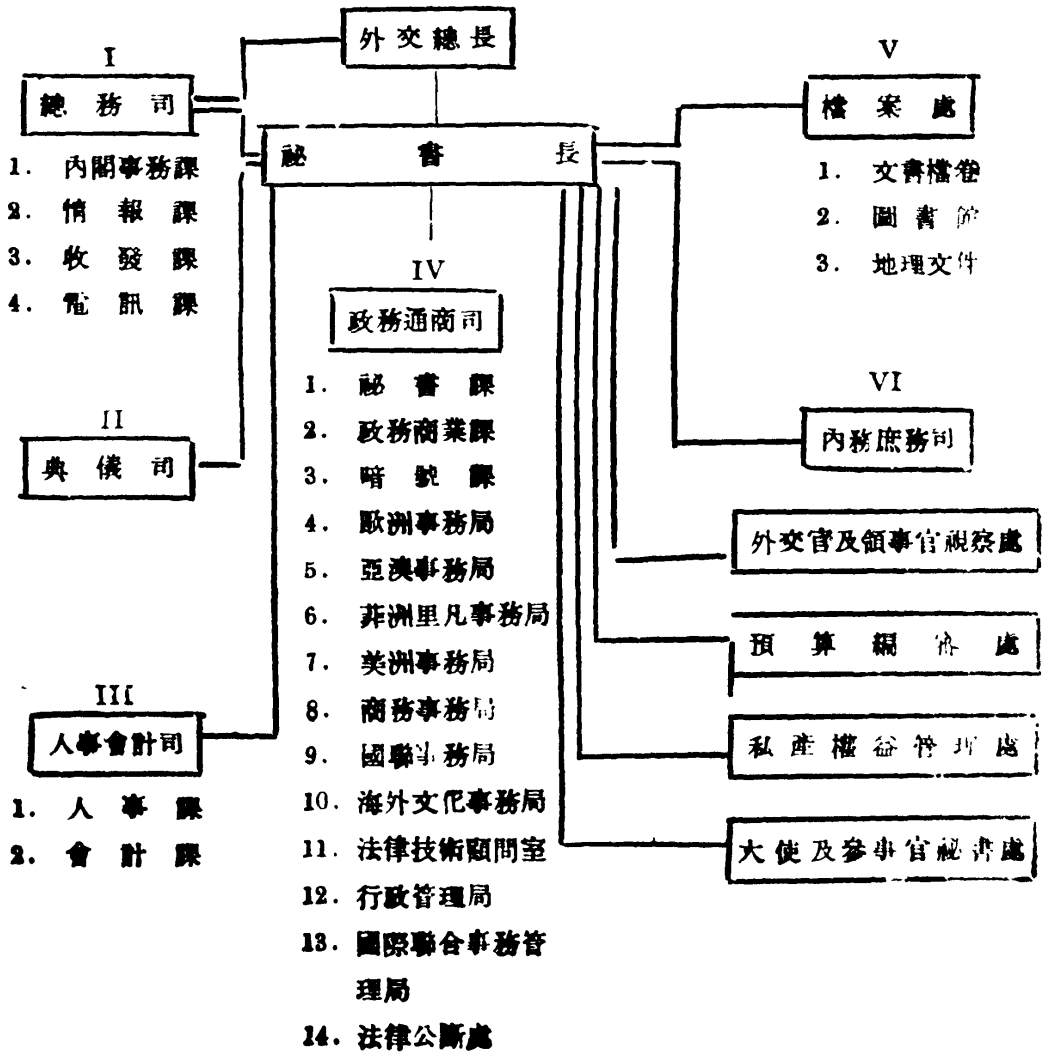 外交總長
祕書長
I
總務司
1. 內閣事務課
2. 情報課
3. 收發課
4. 電訊課
II
典儀司
III
人事會計司
1. 人事課
2. 會計課
IV
政務通商司
1. 祕書課
2. 政務商業課
3. 暗號課
4. 歐洲事務局
5. 亞澳事務局
6. 非洲里凡事務局
7. 美洲事務局
8. 商務事務局
9. 國聯事務局
10. 海外文化事務局
11. 法律技術顧問室
12. 行政管理局
13. 國際聯合事務管
理局
14. 法律公斷處
V
檔案處
1. 文書檔卷
2. 圖書館
3. 地理文件
VI
內務庶務司
外交官及領事官視察處
預算編審處
私產權益管理處
大使及參事官祕書處